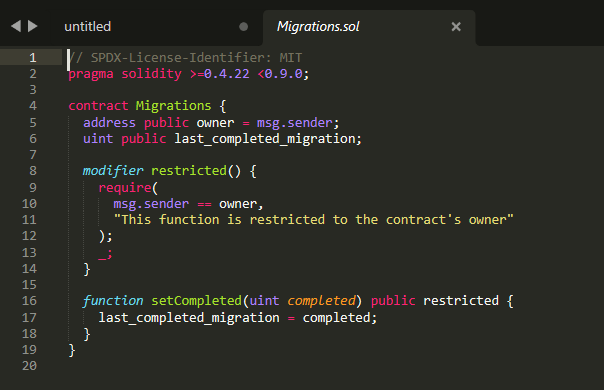 untitled
Migrations.sol
1 // SPDX-License-Identifier: MIT
2 pragma solidity >=0.4.22 <0.9.0;
3
4 contract Migrations {
5   address public owner = msg.sender;
6   uint public last_completed_migration;
7
8   modifier restricted() {
9     require(
10       msg.sender == owner,
11       "This function is restricted to the contract's owner"
12     );
13     _;
14   }
15
16   function setCompleted(uint completed) public restricted {
17     last_completed_migration = completed;
18   }
19 }
20